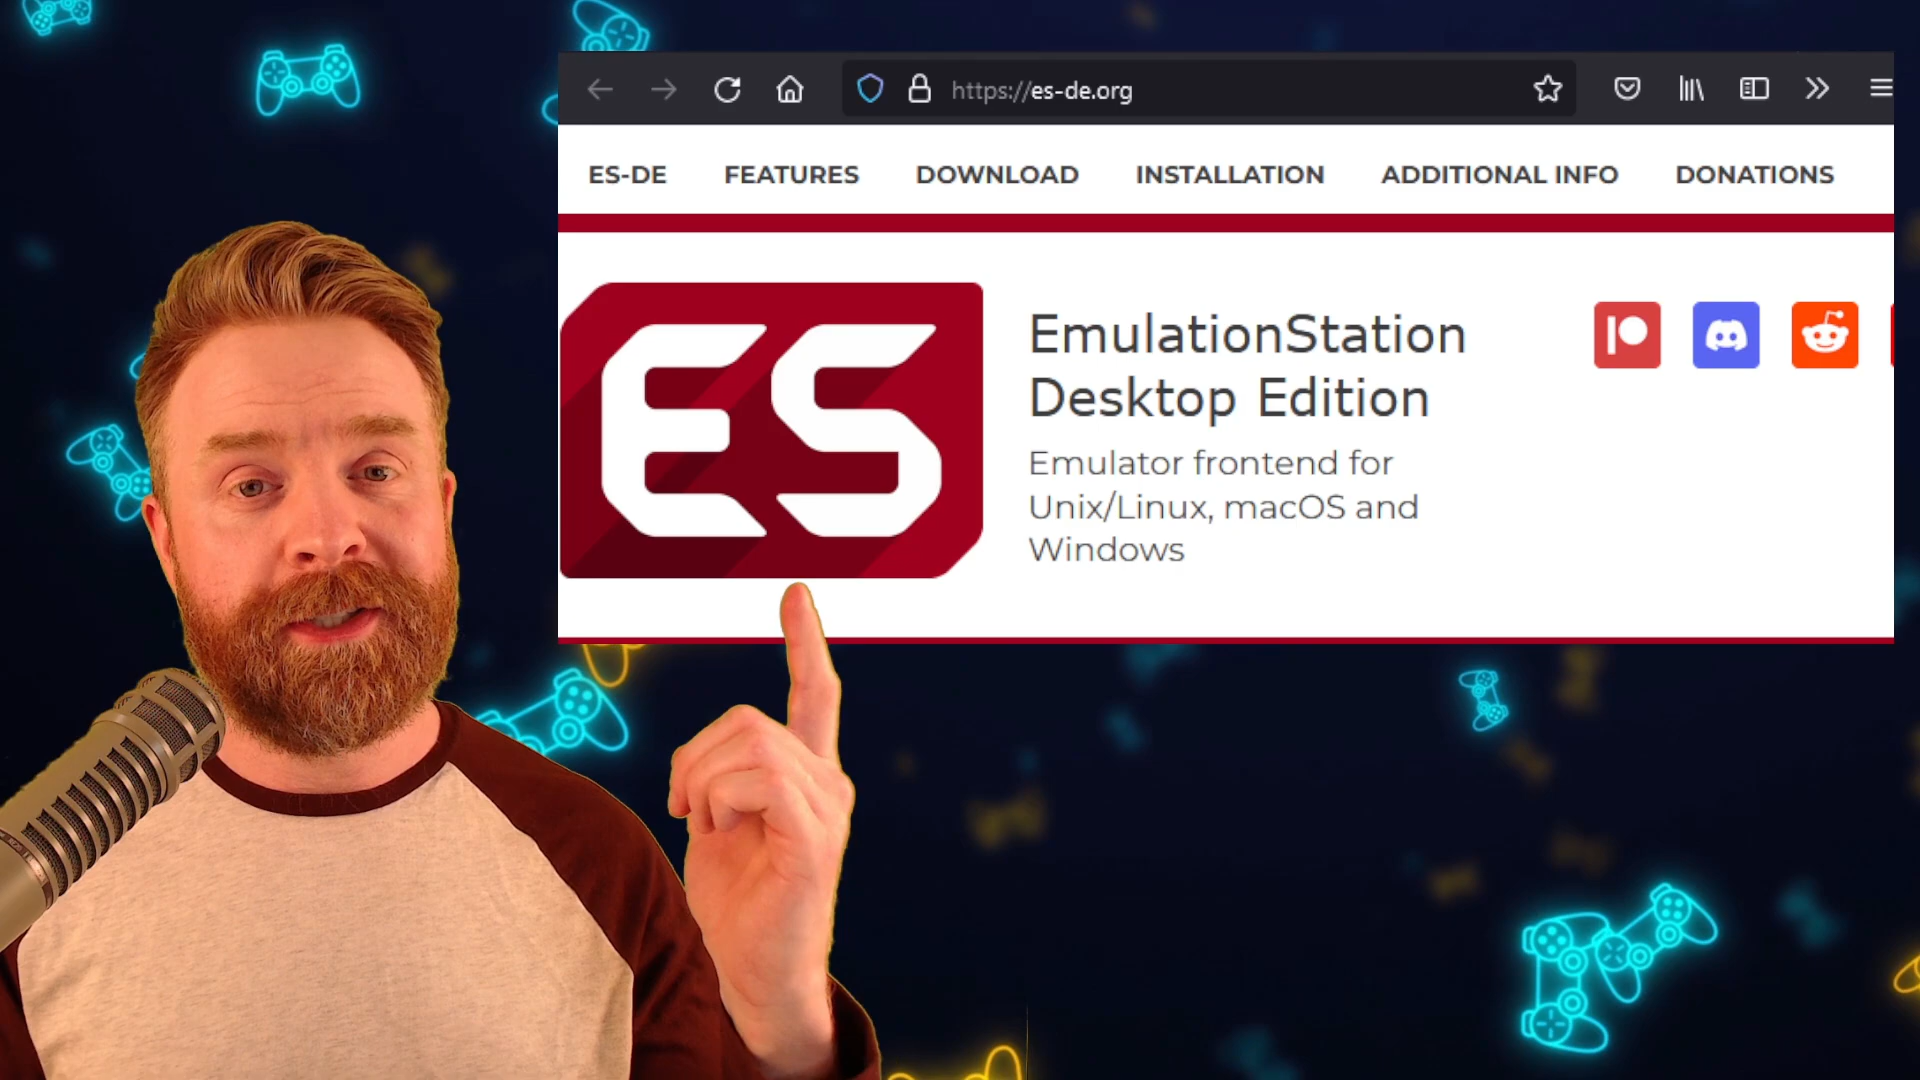 https://es-de.org
ES-DE FEATURES DOWNLOAD INSTALLATION ADDITIONAL INFO DONATIONS
ES
EmulationStation
Desktop Edition
Emulator frontend for
Unix/Linux, macOS and
Windows